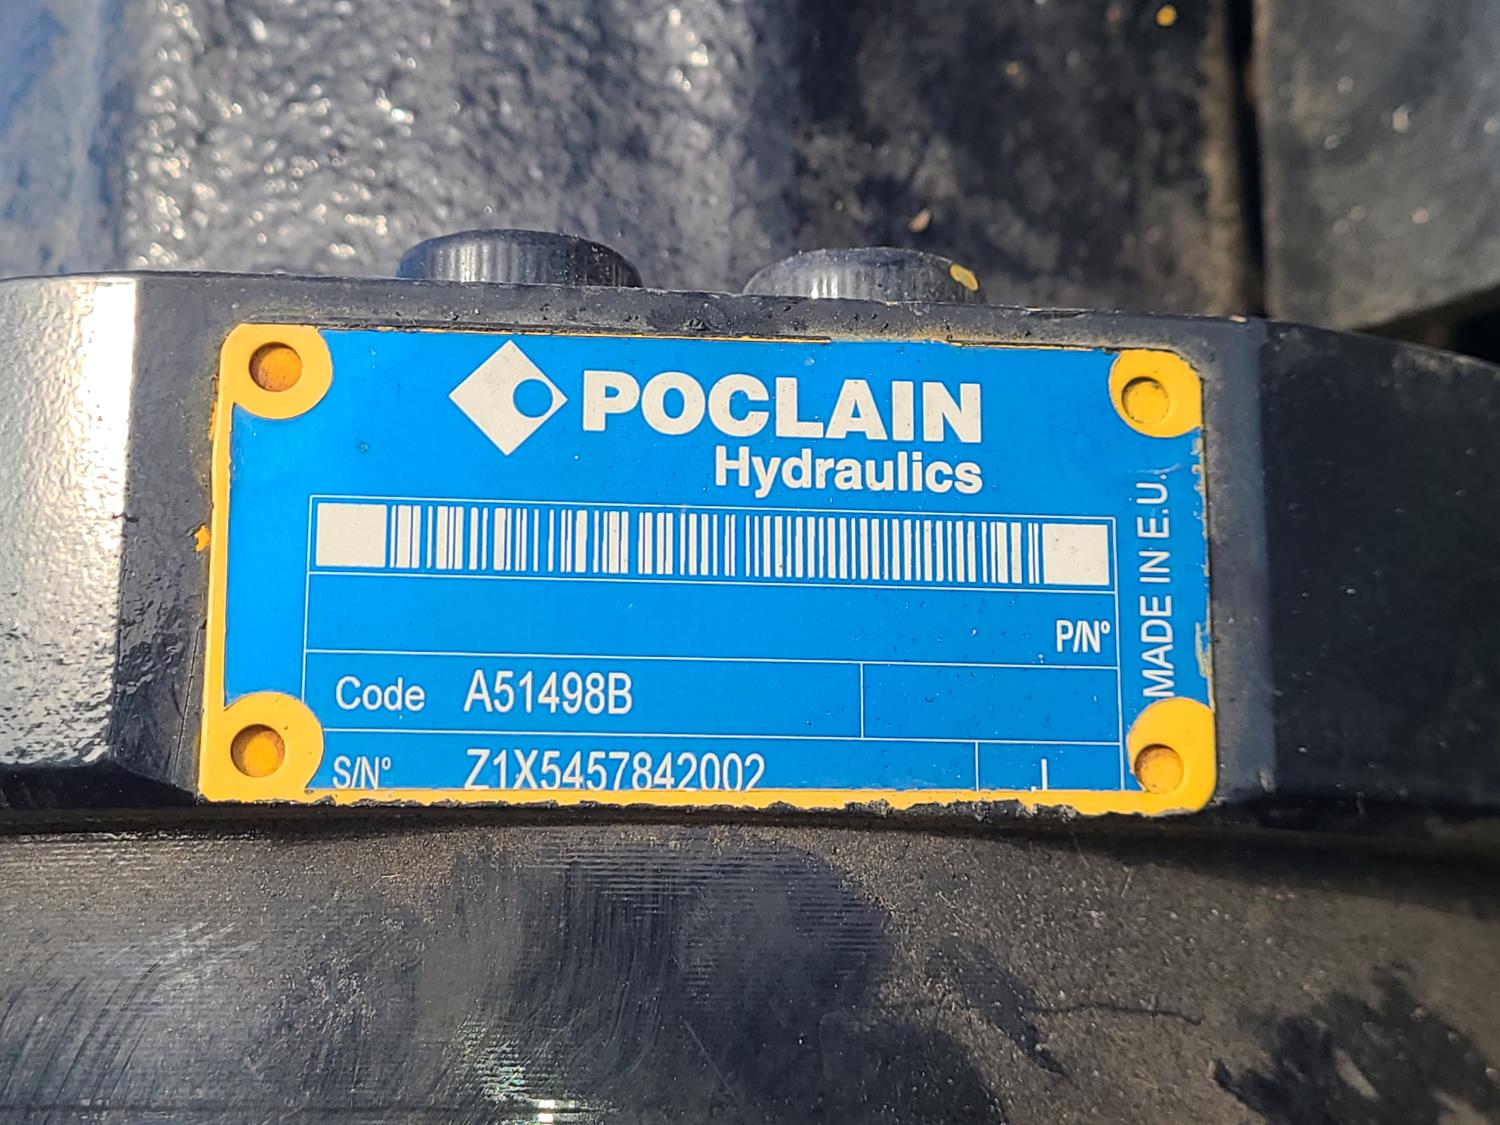 POCLAIN
Hydraulics
MADE IN E.U.
P/N°
Code A51498B
S/N° Z1X5457842002